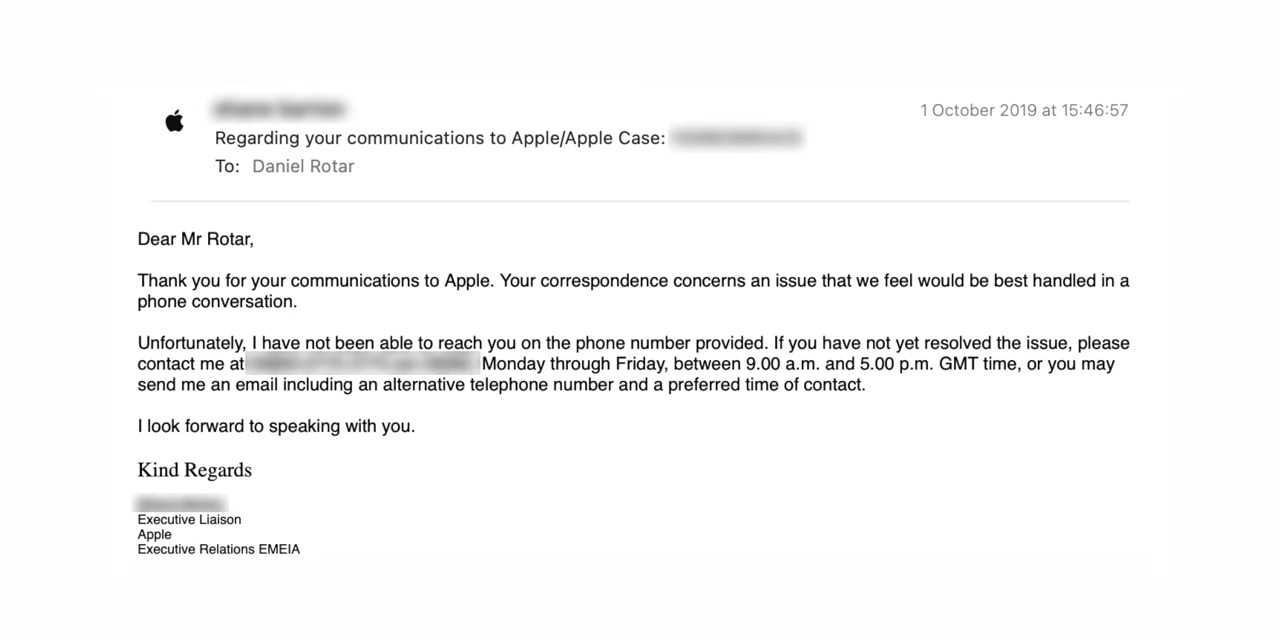 1 October 2019 at 15:46:57
Regarding your communications to Apple/Apple Case:
To: Daniel Rotar
Dear Mr Rotar,
Thank you for your communications to Apple. Your correspondence concerns an issue that we feel would be best handled in a
phone conversation.
Unfortunately, I have not been able to reach you on the phone number provided. If you have not yet resolved the issue, please
contact me at Monday through Friday, between 9.00 a.m. and 5.00 p.m. GMT time, or you may
send me an email including an alternative telephone number and a preferred time of contact.
I look forward to speaking with you.
Kind Regards
Executive Liaison
Apple
Executive Relations EMEIA